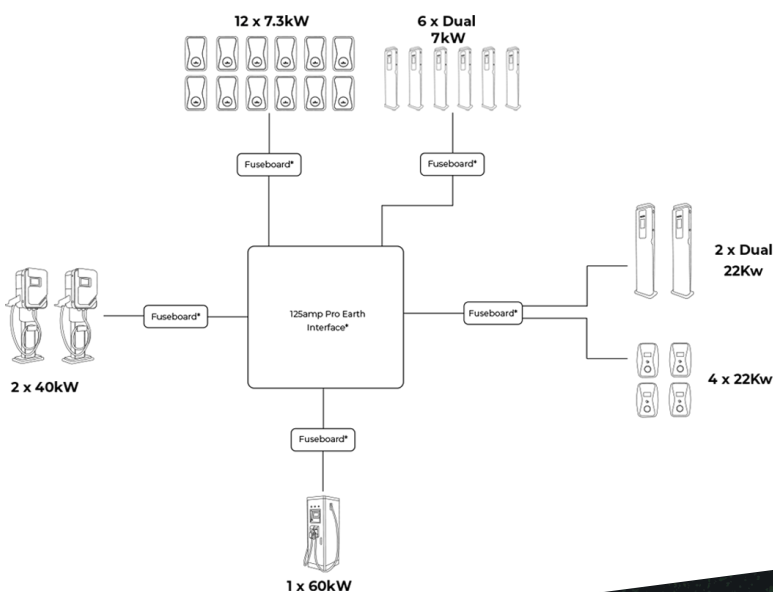 12 x 7.3kW
6 x Dual
7kW
Fuseboard*
Fuseboard*
2 x Dual
22Kw
125amp Pro Earth
Interface*
Fuseboard*
Fuseboard*
2 x 40kW
4 x 22Kw
Fuseboard*
1 x 60kW